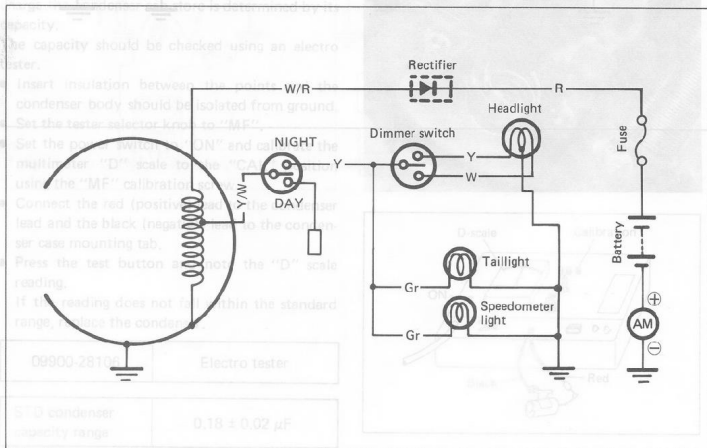 capacity.
The capacity should be checked using an electro
tester.
Insert insulation between the points and the
condenser body should be isolated from ground.
Set the tester selector knob to "MF".
Set the power switch to "ON" and
multimeter "D" scale to the "CAL" position
using the "MF" calibration screw.
Connect the red (positive) lead to the condenser
lead and the black (negative) lead to the conden-
ser case mounting tab.
Press the test button and note the "D" scale
reading.
If the reading does not fall within the standard
range, replace the condenser.
09900-28106 Electro tester
STD condenser
capacity range
0.18 ± 0.02 μF
Rectifier
W/R
R
Headlight
NIGHT
Dimmer switch
Y
Y
W
Fuse
Y/W
DAY
D-scale
Battery
Taillight
Gr
ON
Speedometer
light
Gr
⊕
AM
⊖
Red